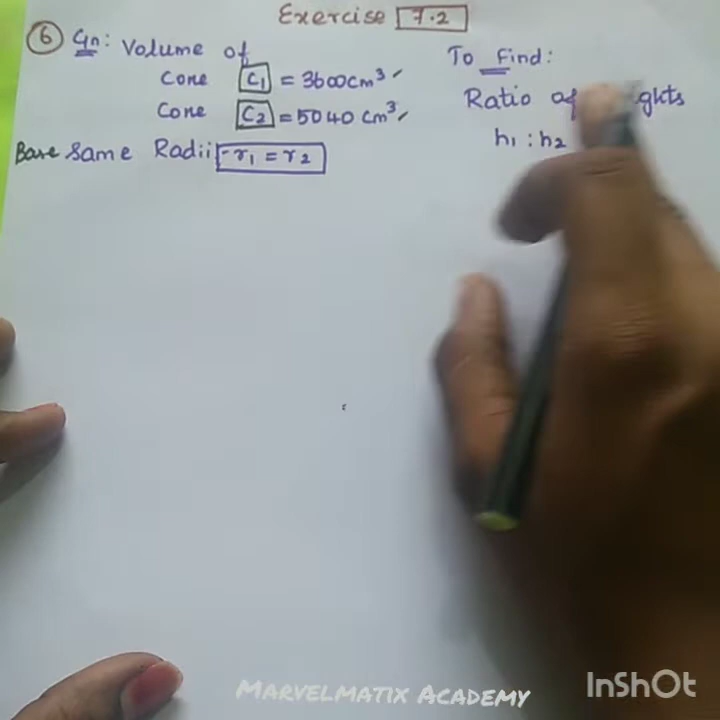 Exercise 7.2
6 Gn: Volume of
Cone C1 = 3600cm³
Cone C2 = 5040 cm³
Base Same Radii r1 = r2
To Find:
Ratio
h1 : h2
MARVELMATIX ACADEMY
InShOt